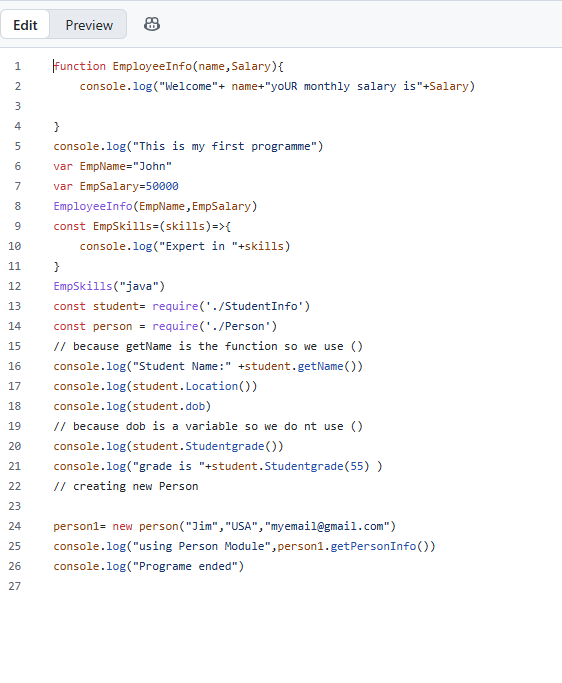 Edit Preview
1 function EmployeeInfo(name,Salary){
2 console.log("Welcome"+ name+"yoUR monthly salary is"+Salary)
3
4 }
5 console.log("This is my first programme")
6 var EmpName="John"
7 var EmpSalary=50000
8 EmployeeInfo(EmpName,EmpSalary)
9 const EmpSkills=(skills)=>{
10 console.log("Expert in "+skills)
11 }
12 EmpSkills("java")
13 const student= require('./StudentInfo')
14 const person = require('./Person')
15 // because getName is the function so we use ()
16 console.log("Student Name:" +student.getName())
17 console.log(student.Location())
18 console.log(student.dob)
19 // because dob is a variable so we do nt use ()
20 console.log(student.Studentgrade())
21 console.log("grade is "+student.Studentgrade(55) )
22 // creating new Person
23
24 person1= new person("Jim","USA","myemail@gmail.com")
25 console.log("using Person Module",person1.getPersonInfo())
26 console.log("Programe ended")
27